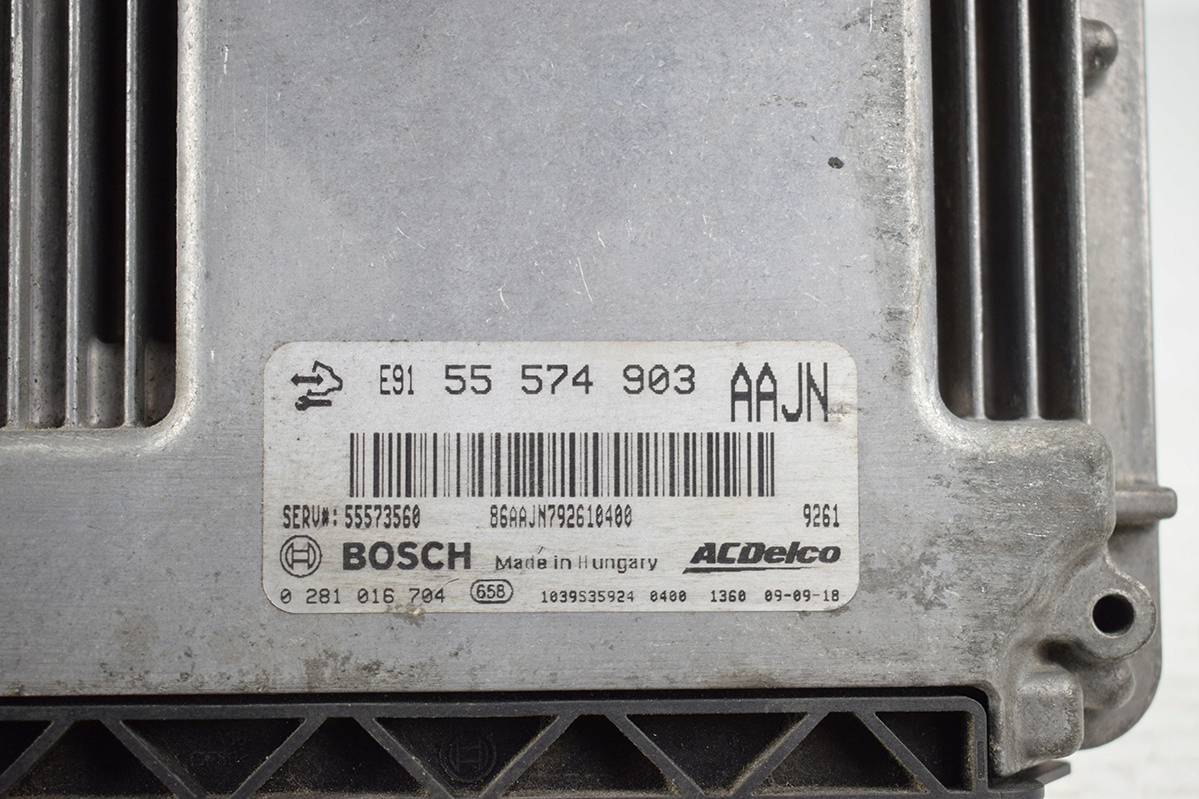 E91 55 574 903 AAJN
SERV#: 55573560 86AAJN792610400 9261
BOSCH Made in Hungary ACDelco
0 281 016 704 658 1039S35924 0400 1360 09-09-18